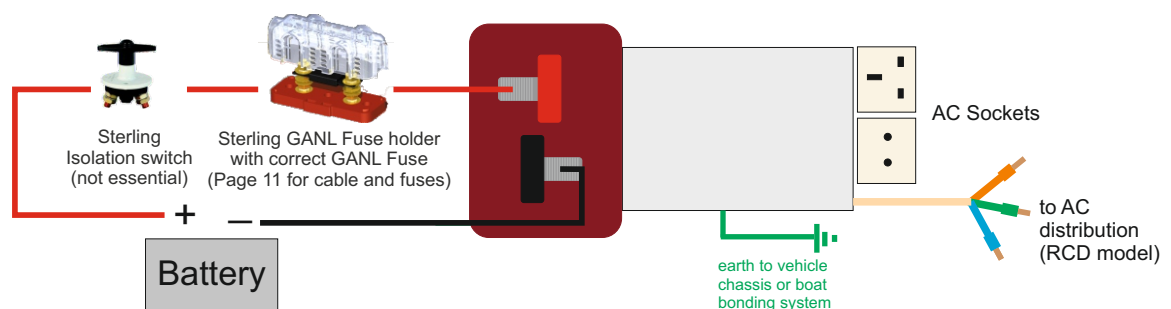 Sterling
Isolation switch
(not essential)
Sterling GANL Fuse holder
with correct GANL Fuse
(Page 11 for cable and fuses)
+
–
Battery
AC Sockets
to AC
distribution
(RCD model)
earth to vehicle
chassis or boat
bonding system